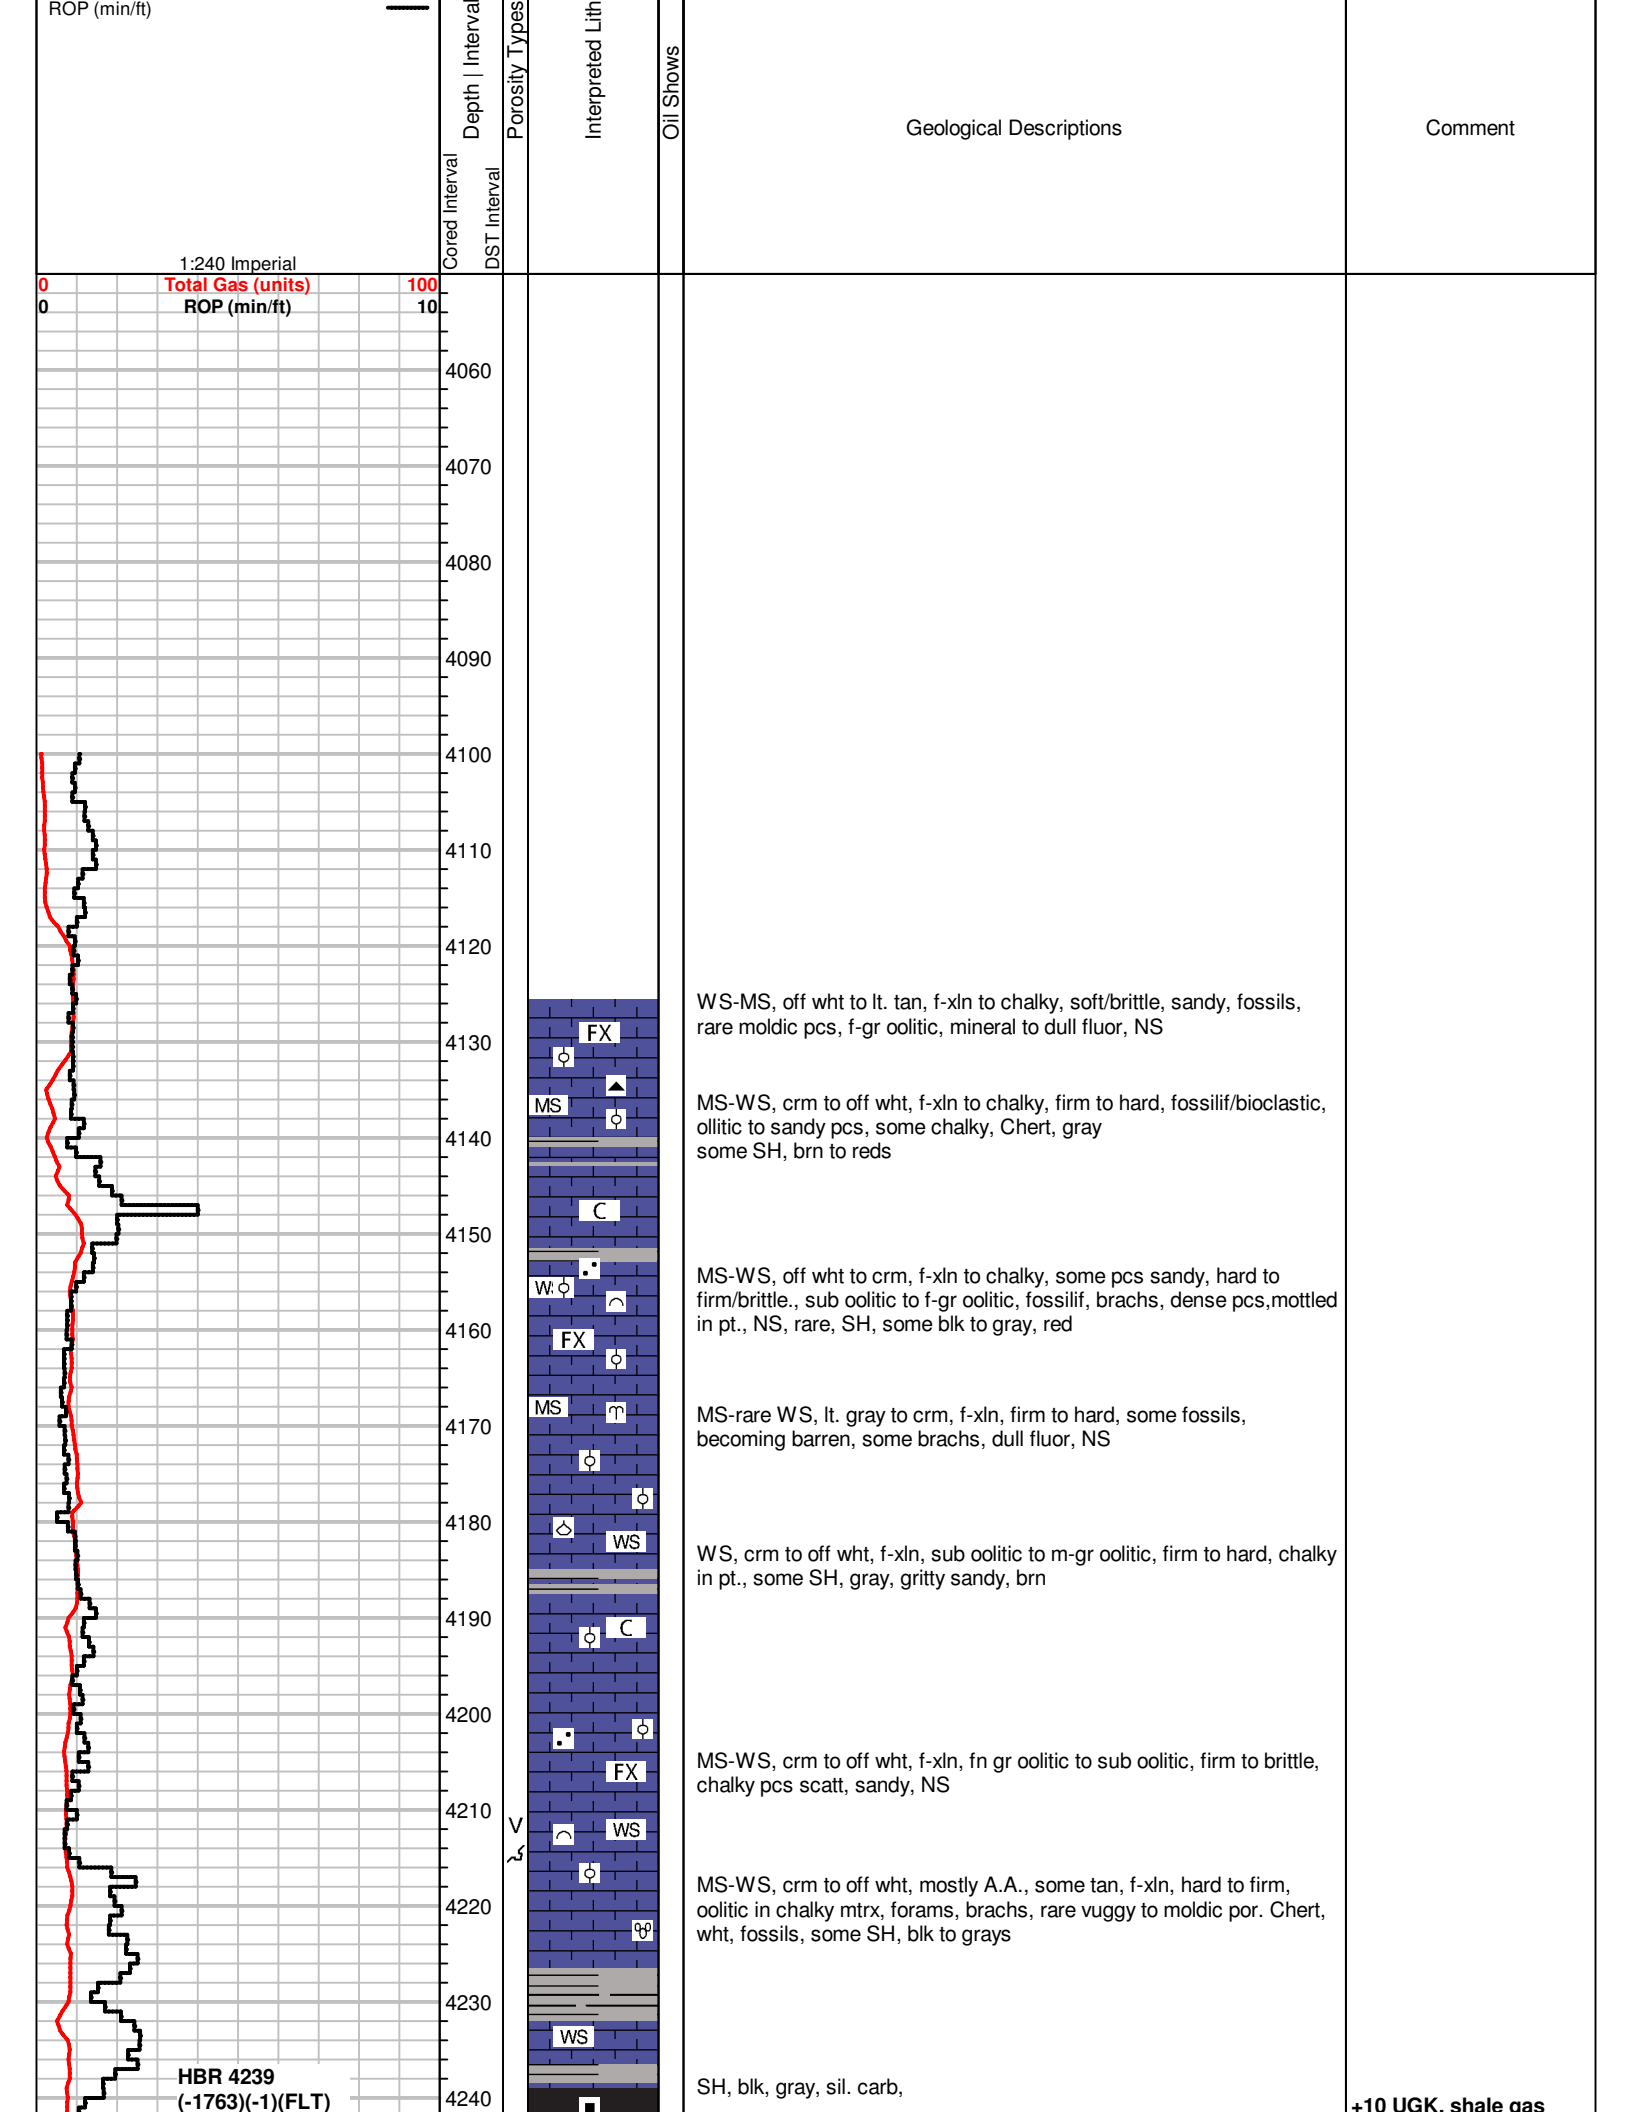 ROP (min/ft)
1:240 Imperial
Cored Interval
Depth | Interval
DST Interval
Porosity Types
Interpreted Lith
Oil Shows
Geological Descriptions
Comment
0 Total Gas (units) 100
0 ROP (min/ft) 10
4060
4070
4080
4090
4100
4110
4120
WS-MS, off wht to lt. tan, f-xln to chalky, soft/brittle, sandy, fossils,
rare moldic pcs, f-gr oolitic, mineral to dull fluor, NS
FX
4130
MS
MS-WS, crm to off wht, f-xln to chalky, firm to hard, fossilif/bioclastic,
ollitic to sandy pcs, some chalky, Chert, gray
some SH, brn to reds
4140
C
4150
MS-WS, off wht to crm, f-xln to chalky, some pcs sandy, hard to
firm/brittle., sub oolitic to f-gr oolitic, fossilif, brachs, dense pcs,mottled
in pt., NS, rare, SH, some blk to gray, red
4160
FX
MS
MS-rare WS, lt. gray to crm, f-xln, firm to hard, some fossils,
becoming barren, some brachs, dull fluor, NS
4170
4180
WS
WS, crm to off wht, f-xln, sub oolitic to m-gr oolitic, firm to hard, chalky
in pt., some SH, gray, gritty sandy, brn
4190
C
4200
MS-WS, crm to off wht, f-xln, fn gr oolitic to sub oolitic, firm to brittle,
chalky pcs scatt, sandy, NS
FX
4210
V
WS
MS-WS, crm to off wht, mostly A.A., some tan, f-xln, hard to firm,
oolitic in chalky mtrx, forams, brachs, rare vuggy to moldic por. Chert,
wht, fossils, some SH, blk to grays
4220
4230
WS
HBR 4239
(-1763)(-1)(FLT)
SH, blk, gray, sil. carb,
4240
+10 UGK, shale gas